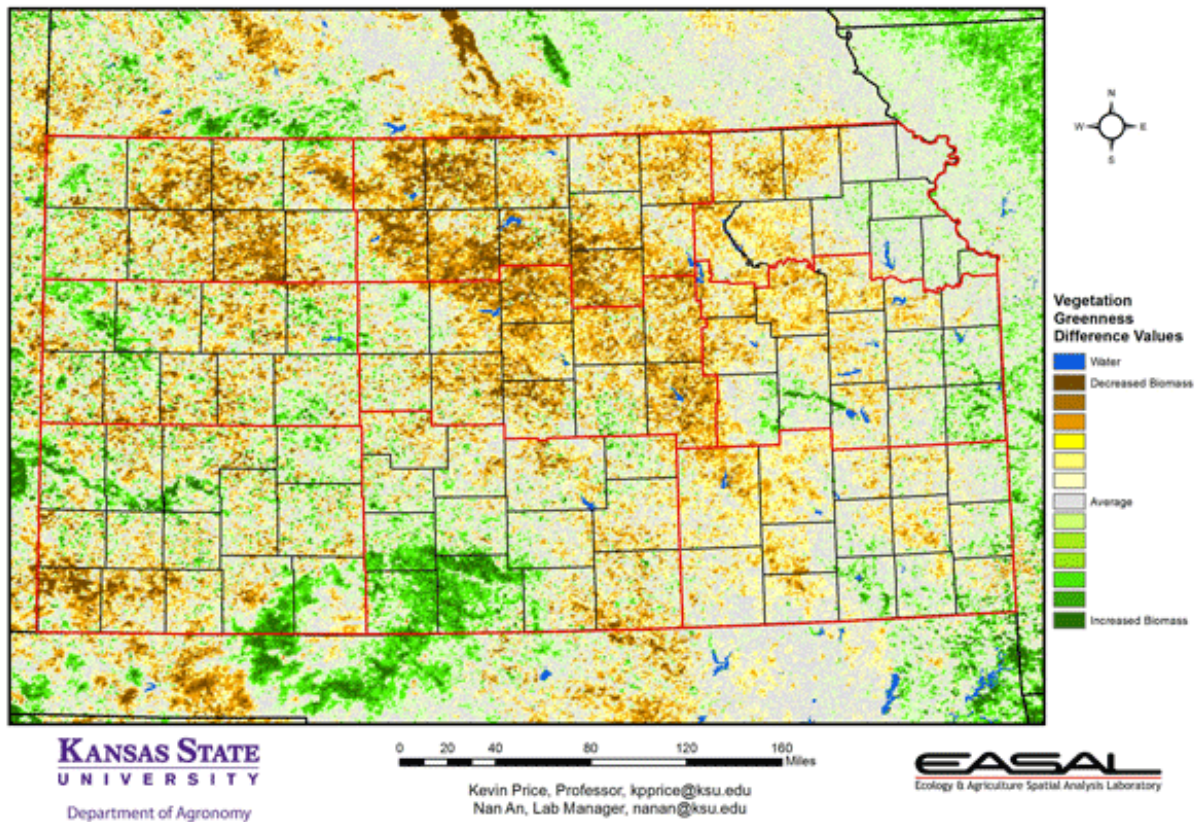 N
W E
S
Vegetation
Greenness
Difference Values
Water
Decreased Biomass
Average
Increased Biomass
KANSAS STATE
UNIVERSITY
Department of Agronomy
0 20 40 80 120 160
Miles
Kevin Price, Professor, kpprice@ksu.edu
Nan An, Lab Manager, nanan@ksu.edu
EASAL
Ecology & Agriculture Spatial Analysis Laboratory